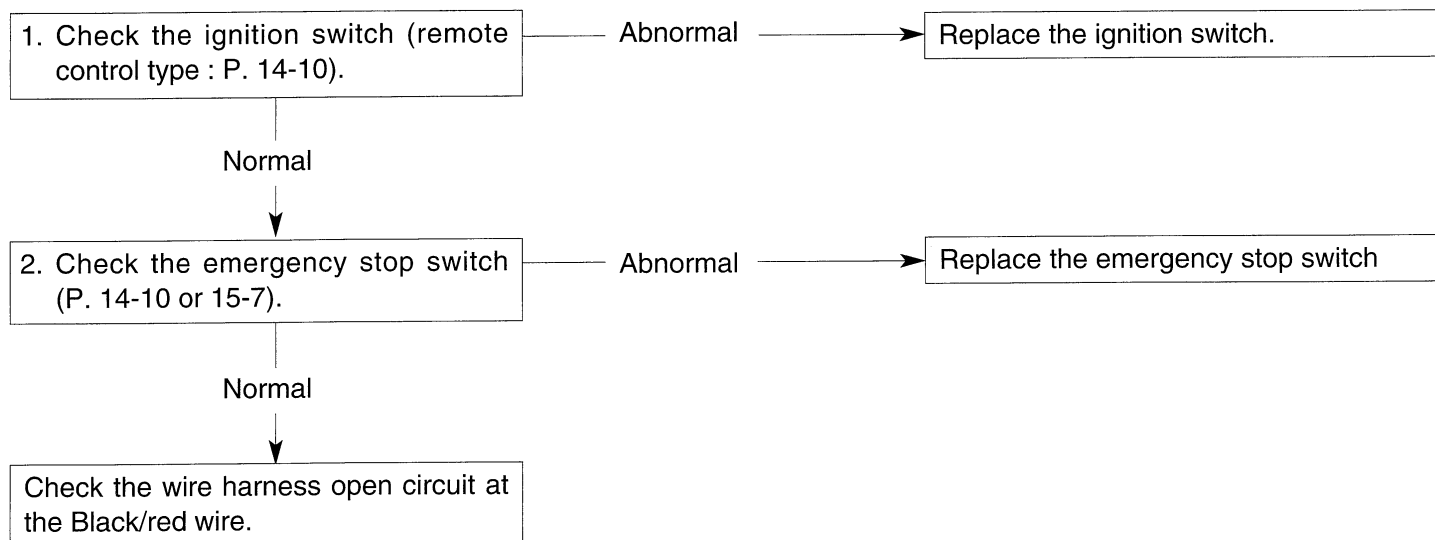 1. Check the ignition switch (remote
control type : P. 14-10).
Abnormal
Replace the ignition switch.
Normal
2. Check the emergency stop switch
(P. 14-10 or 15-7).
Abnormal
Replace the emergency stop switch
Normal
Check the wire harness open circuit at
the Black/red wire.